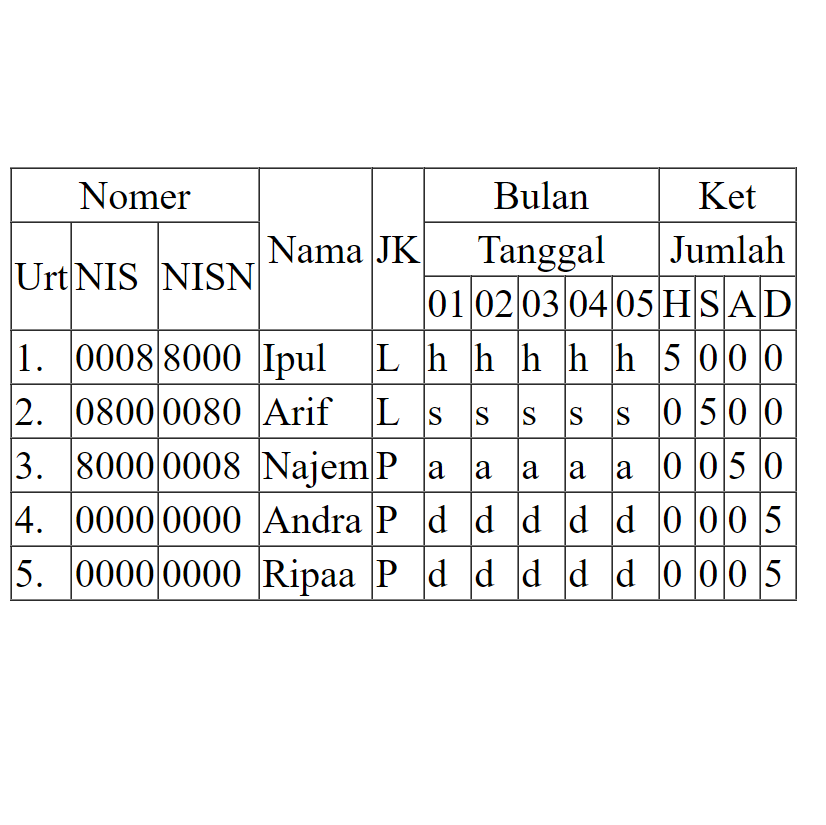 Nomer Nama JK Bulan Ket
Urt NIS NISN Tanggal Jumlah
01 02 03 04 05 H S A D
1. 0008 8000 Ipul L h h h h h 5 0 0 0
2. 0800 0080 Arif L s s s s s 0 5 0 0
3. 8000 0008 Najem P a a a a a 0 0 5 0
4. 0000 0000 Andra P d d d d d 0 0 0 5
5. 0000 0000 Ripaa P d d d d d 0 0 0 5